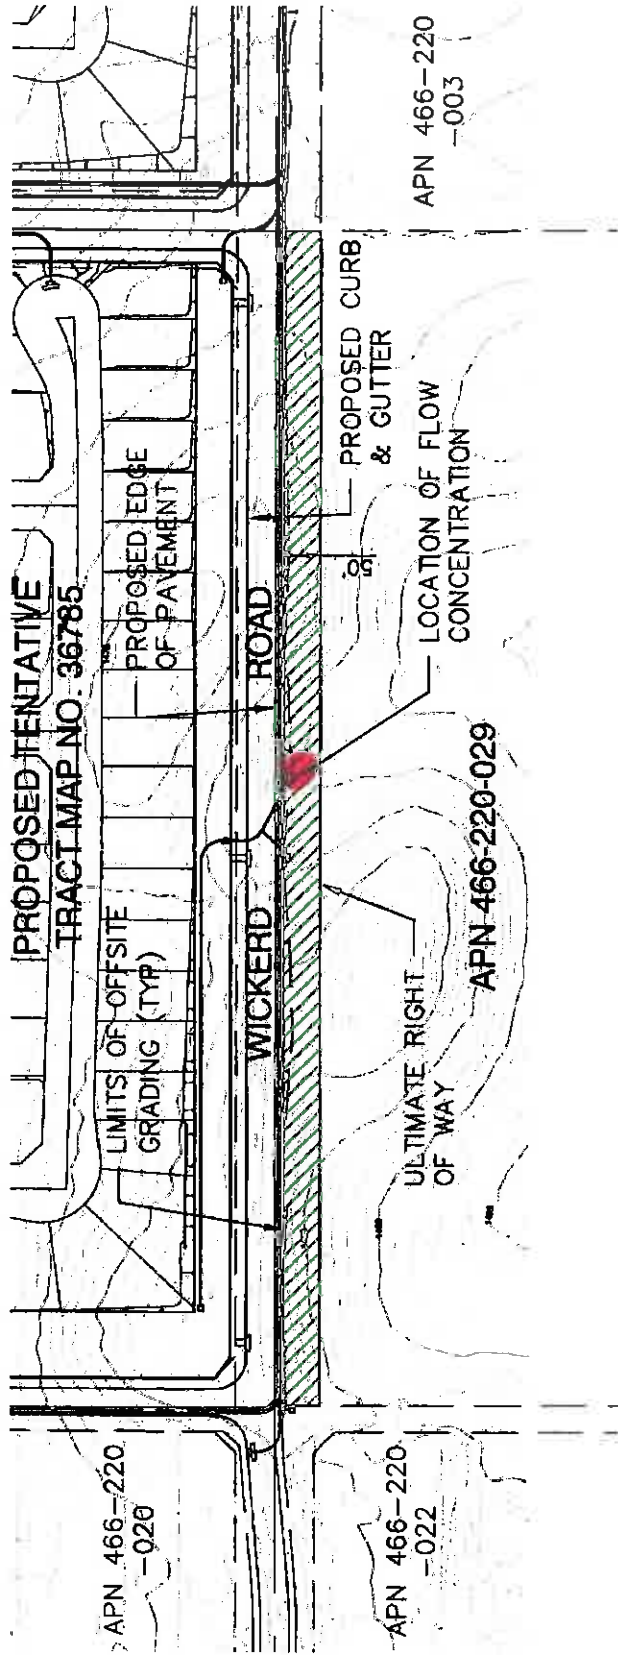 PROPOSED TENTATIVE
TRACT MAP NO. 36785
LIMITS OF OFFSITE
GRADING (TYP)
PROPOSED EDGE
OF PAVEMENT
APN 466-220
-020
WICKERD ROAD
50'
PROPOSED CURB
& GUTTER
LOCATION OF FLOW
CONCENTRATION
ULTIMATE RIGHT
OF WAY
APN 466-220-029
APN 466-220
-022
APN 466-220
-003